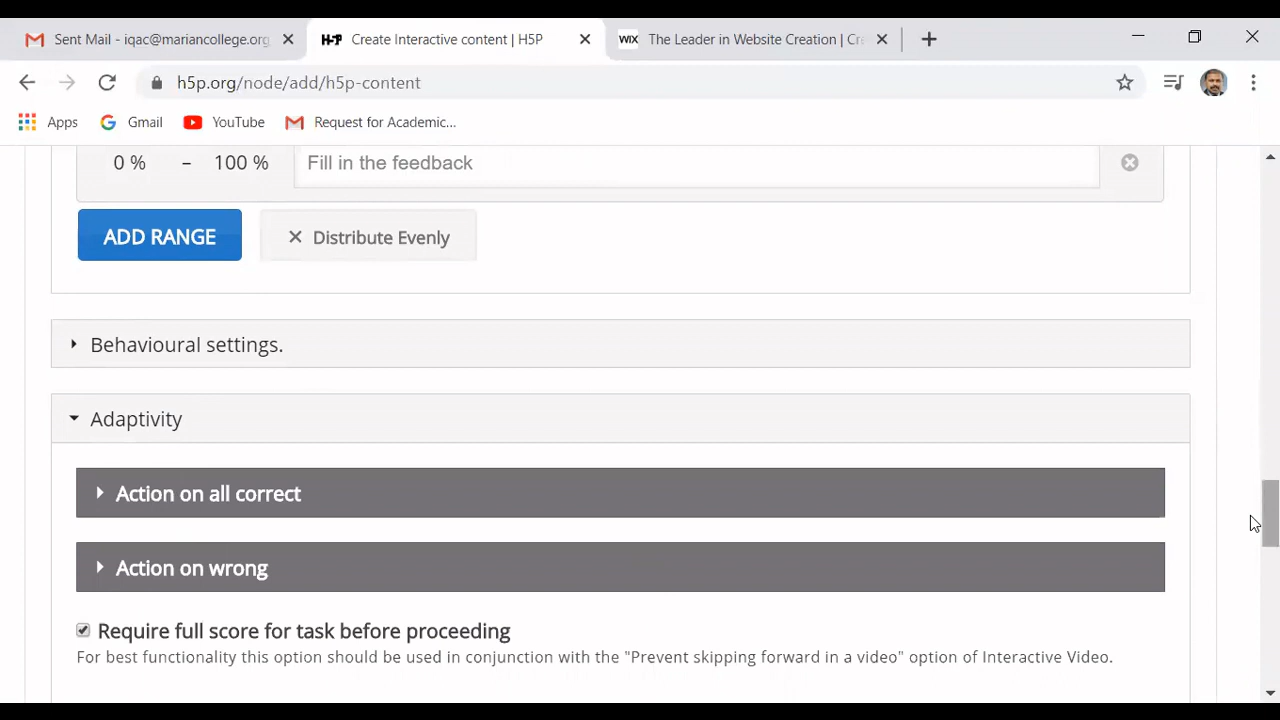 Sent Mail - iqac@mariancollege.org
H-5P Create Interactive content | H5P
WIX The Leader in Website Creation | Cr
h5p.org/node/add/h5p-content
Apps Gmail YouTube Request for Academic...
0 % – 100 % Fill in the feedback
ADD RANGE Distribute Evenly
Behavioural settings.
Adaptivity
Action on all correct
Action on wrong
Require full score for task before proceeding
For best functionality this option should be used in conjunction with the "Prevent skipping forward in a video" option of Interactive Video.